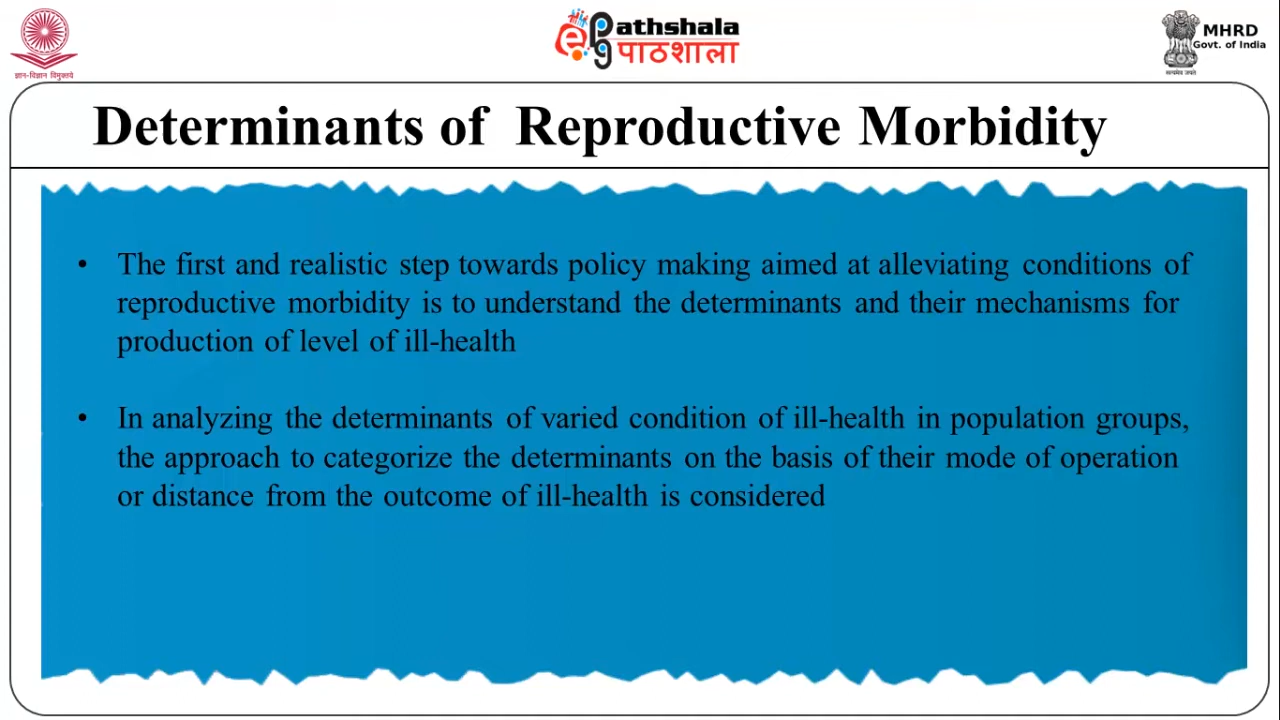 ज्ञान-विज्ञान विमुक्तये
ePathshala
पाठशाला
MHRD
Govt. of India
सत्यमेव जयते
Determinants of Reproductive Morbidity
• The first and realistic step towards policy making aimed at alleviating conditions of
reproductive morbidity is to understand the determinants and their mechanisms for
production of level of ill-health
• In analyzing the determinants of varied condition of ill-health in population groups,
the approach to categorize the determinants on the basis of their mode of operation
or distance from the outcome of ill-health is considered